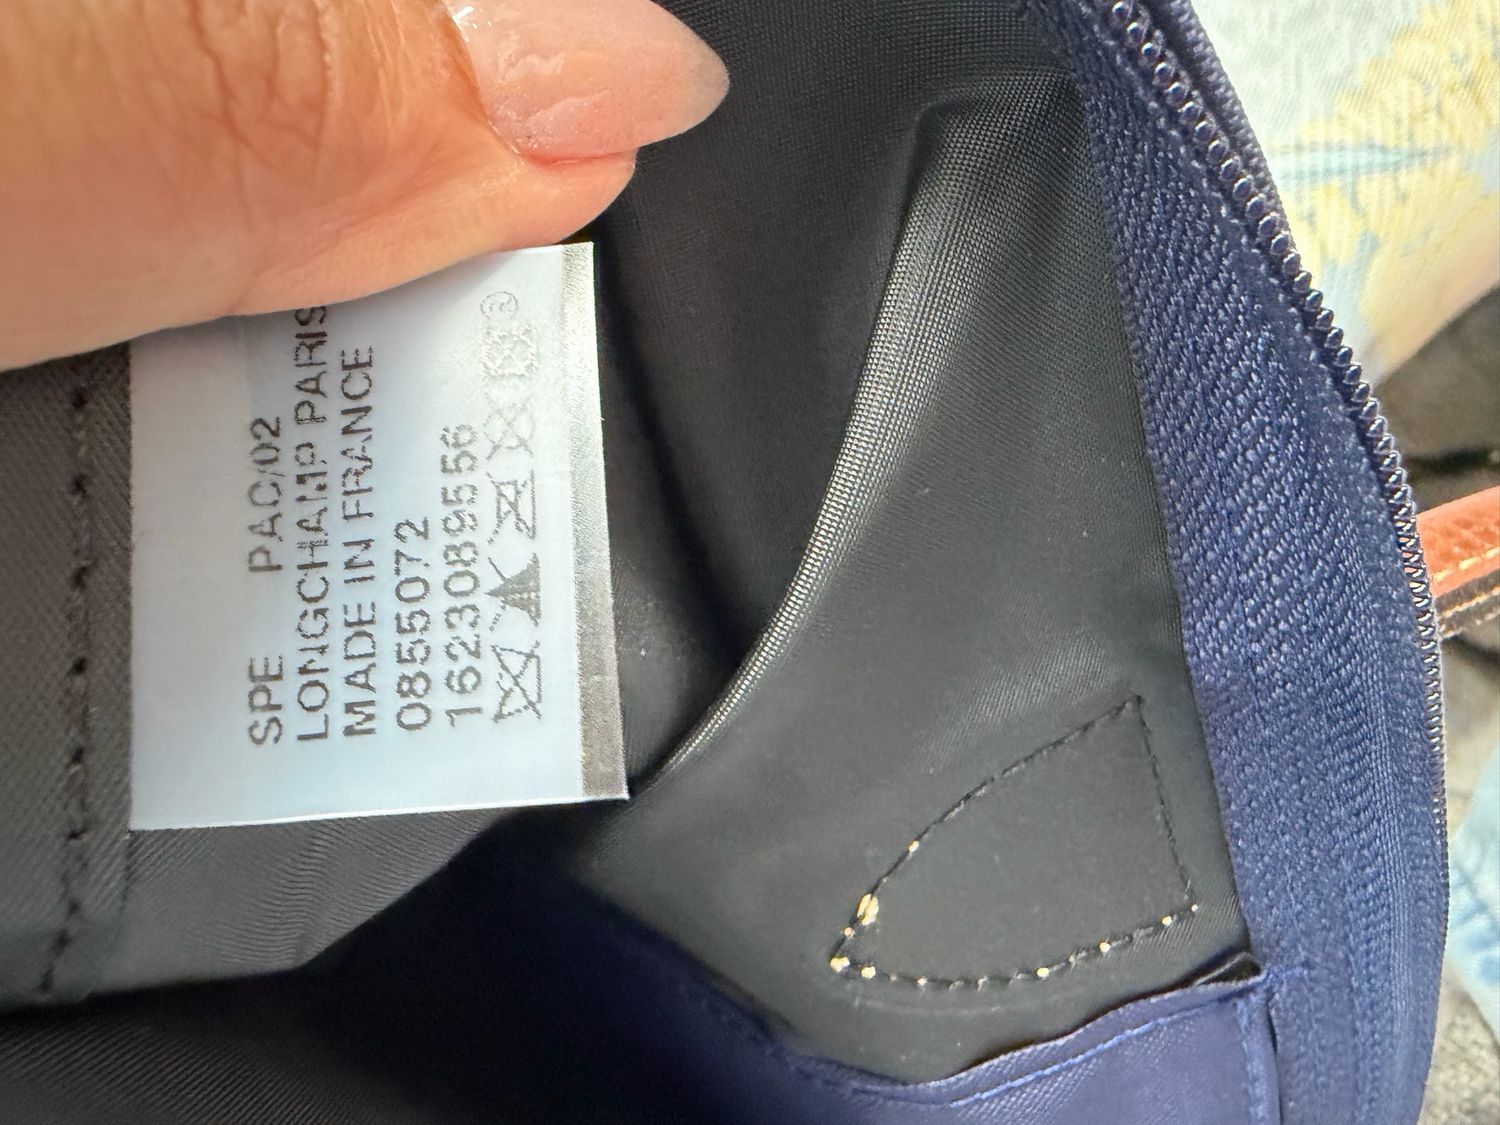 SPE PAC/02
LONGCHAMP PARIS
MADE IN FRANCE
0855072
1623089556